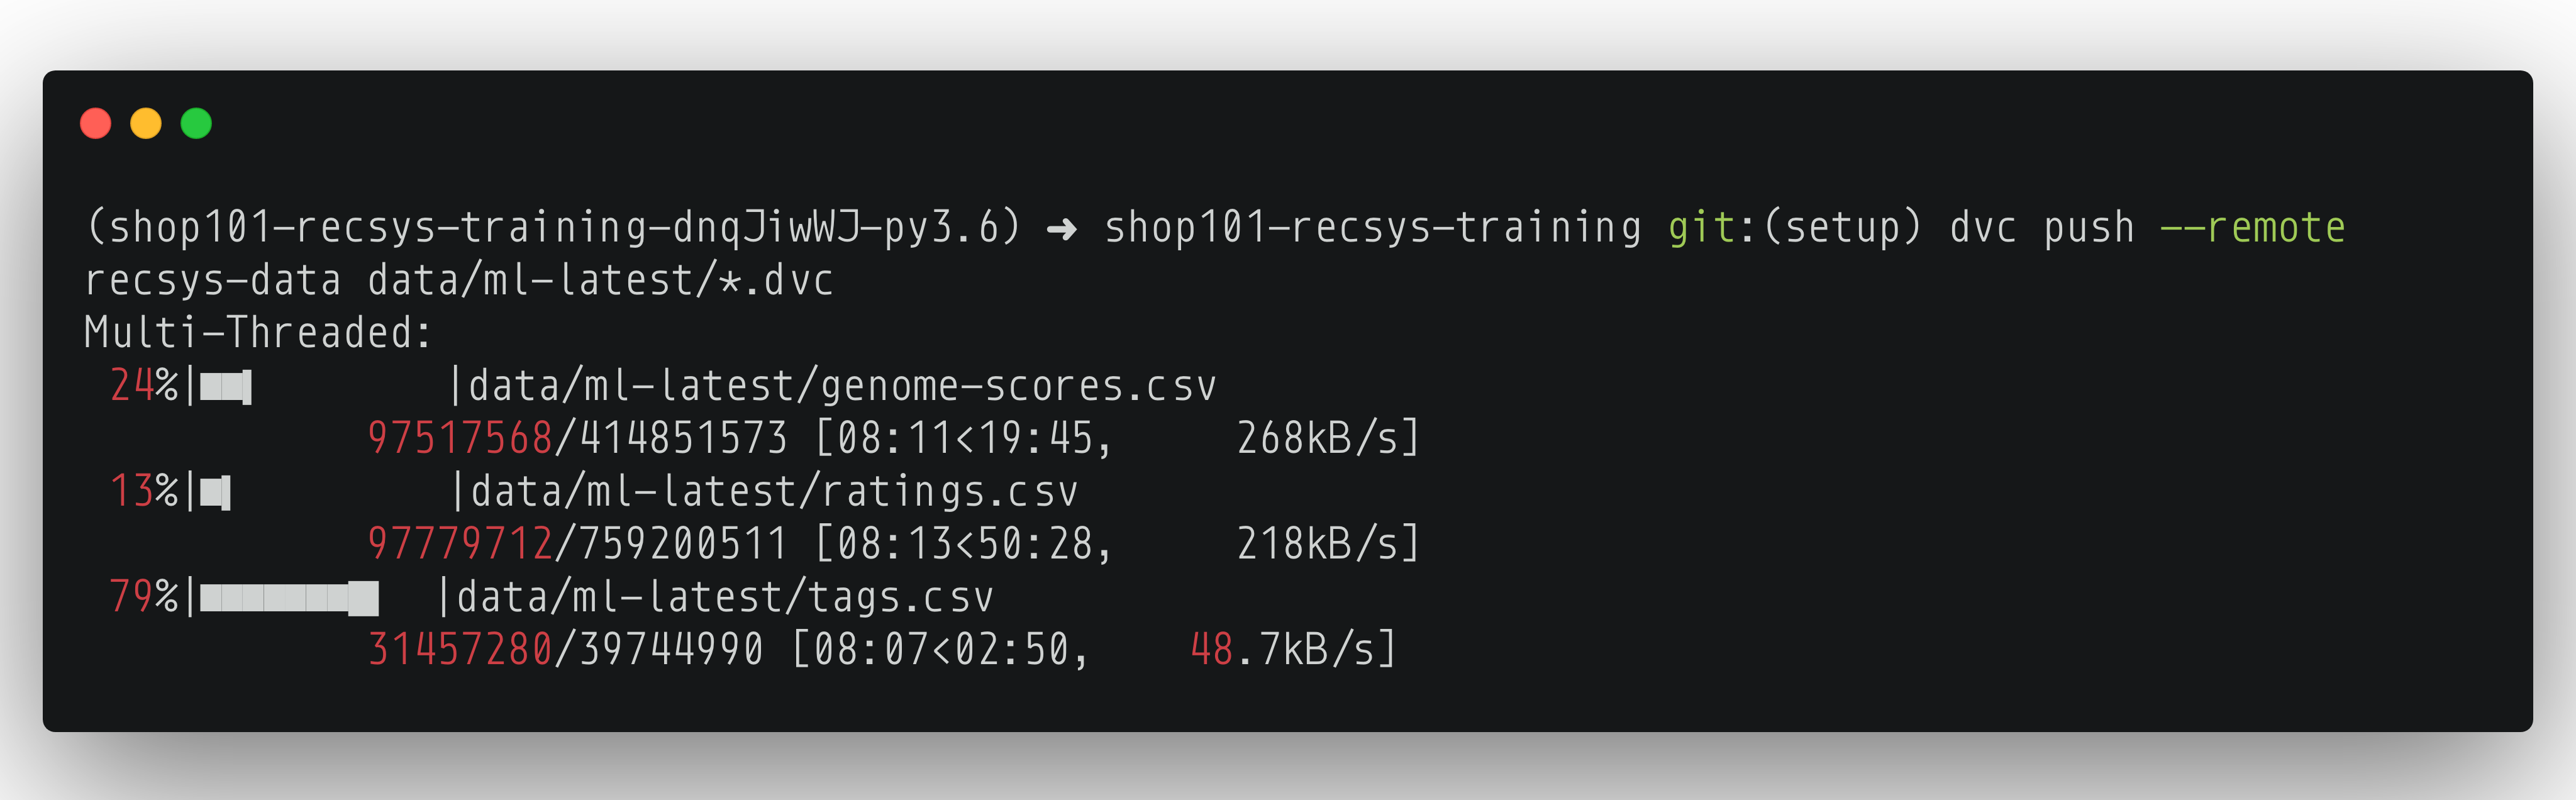 (shop101-recsys-training-dnqJiwWJ-py3.6) ➜ shop101-recsys-training git:(setup) dvc push --remote
recsys-data data/ml-latest/*.dvc
Multi-Threaded:
24%|██▌ |data/ml-latest/genome-scores.csv
97517568/414851573 [08:11<19:45, 268kB/s]
13%|█▌ |data/ml-latest/ratings.csv
97779712/759200511 [08:13<50:28, 218kB/s]
79%|████████▌ |data/ml-latest/tags.csv
31457280/39744990 [08:07<02:50, 48.7kB/s]